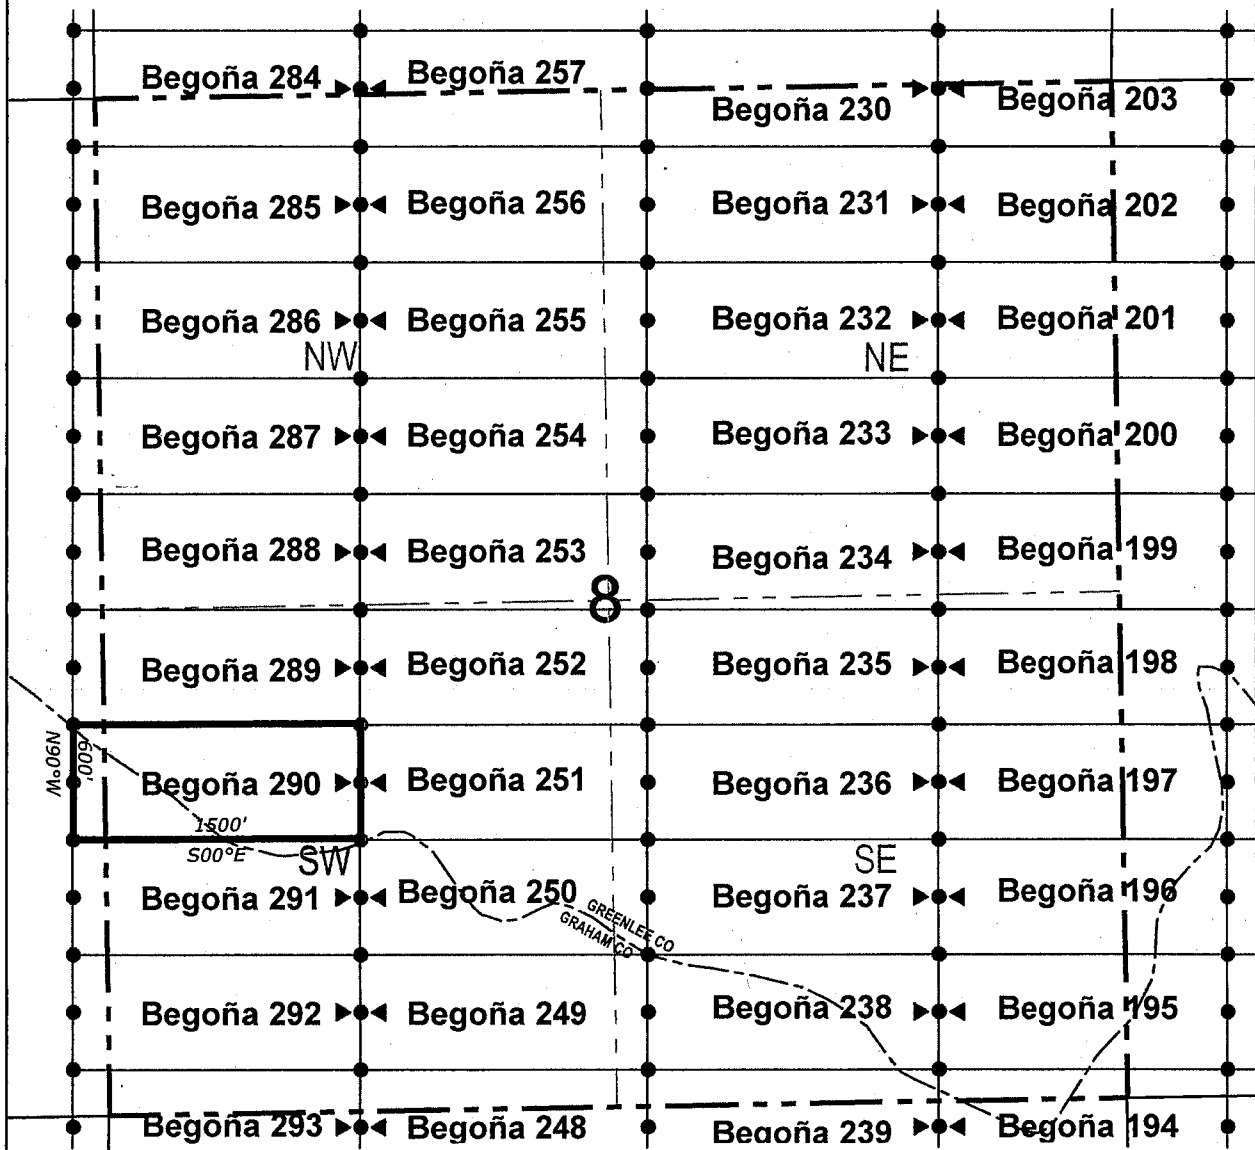 Begoña 284
Begoña 257
Begoña 230
Begoña 203
Begoña 285
Begoña 256
Begoña 231
Begoña 202
Begoña 286
Begoña 255
Begoña 232
Begoña 201
NW
NE
Begoña 287
Begoña 254
Begoña 233
Begoña 200
Begoña 288
Begoña 253
Begoña 234
Begoña 199
8
Begoña 289
Begoña 252
Begoña 235
Begoña 198
N90°W
600'
Begoña 290
Begoña 251
Begoña 236
Begoña 197
1500'
S00°E
SW
SE
Begoña 291
Begoña 250
Begoña 237
Begoña 196
GREENLEE CO
GRAHAM CO
Begoña 292
Begoña 249
Begoña 238
Begoña 195
Begoña 293
Begoña 248
Begoña 239
Begoña 194